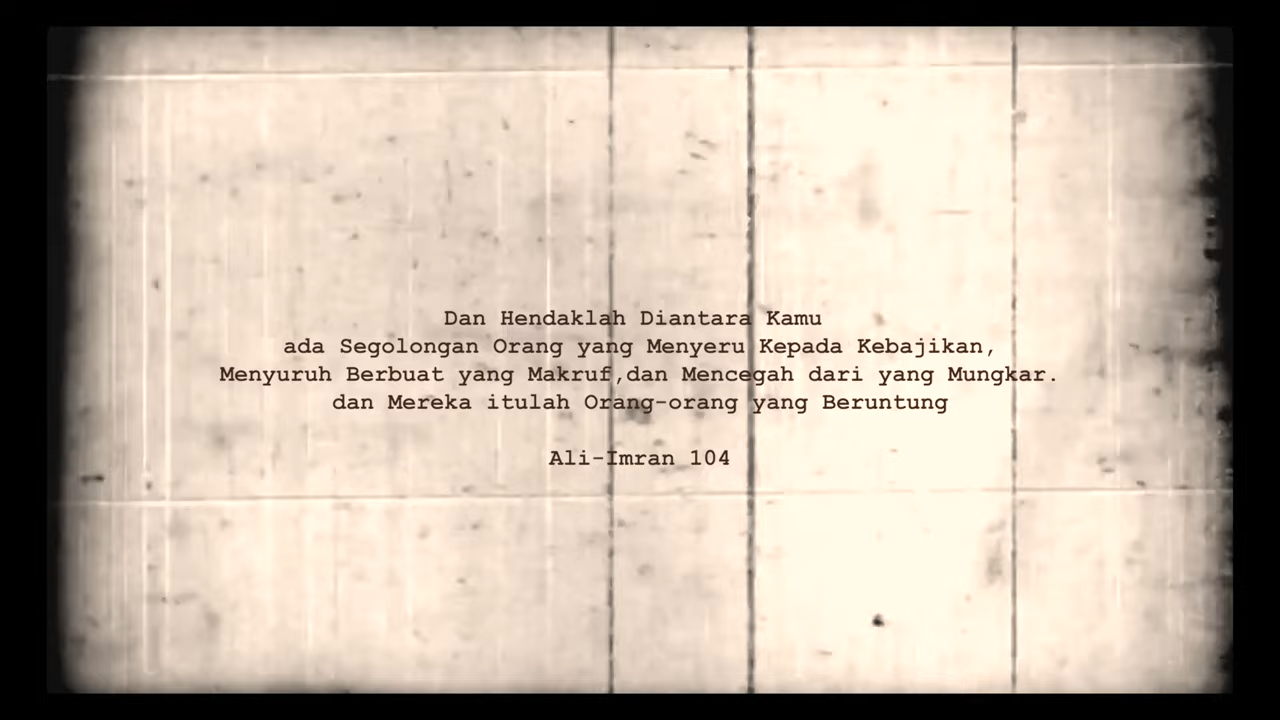 Dan Hendaklah Diantara Kamu
ada Segolongan Orang yang Menyeru Kepada Kebajikan,
Menyuruh Berbuat yang Makruf,dan Mencegah dari yang Mungkar.
dan Mereka itulah Orang-orang yang Beruntung
Ali-Imran 104